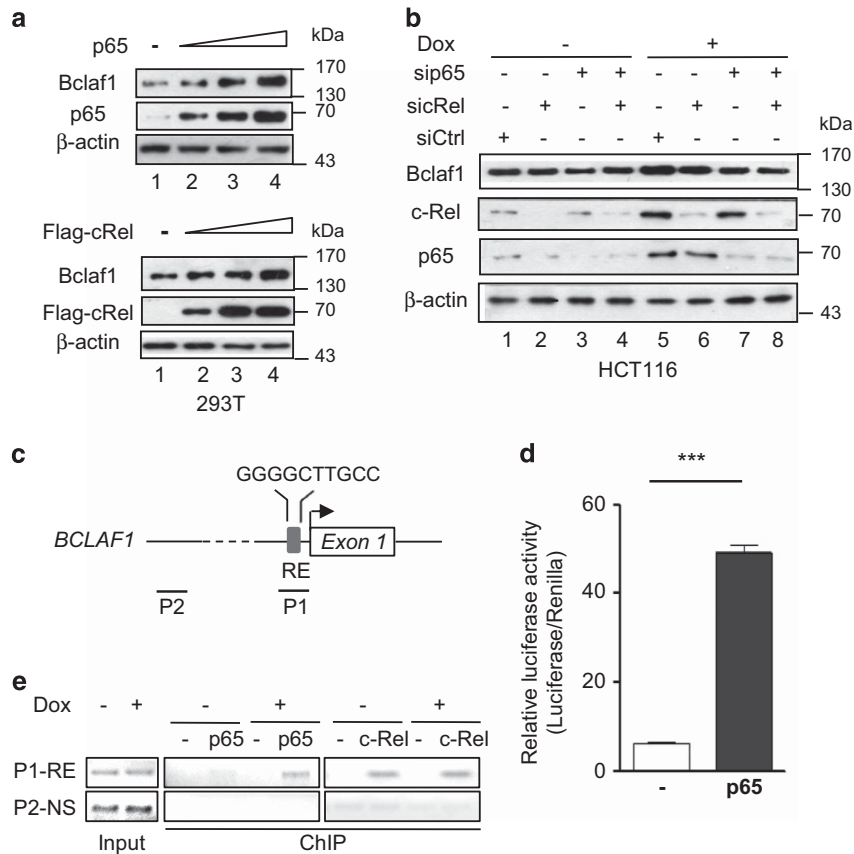 a
p65 - kDa
Bclaf1 170
130
p65 70
β-actin
43
1 2 3 4
Flag-cRel - kDa
Bclaf1 170
130
Flag-cRel 70
β-actin
43
1 2 3 4
293T
b
Dox - +
sip65 - - + + - - + +
sicRel - + - + - + - +
siCtrl + - - - + - - -
kDa
Bclaf1 170
130
c-Rel 70
p65 70
β-actin
43
1 2 3 4 5 6 7 8
HCT116
c
GGGGCTTGCC
BCLAF1 Exon 1
RE
P2 P1
d
***
Relative luciferase activity
(Luciferase/Renilla)
60
40
20
0
- p65
e
Dox - + - + - +
- p65 - p65 - c-Rel - c-Rel
P1-RE
P2-NS
Input ChIP